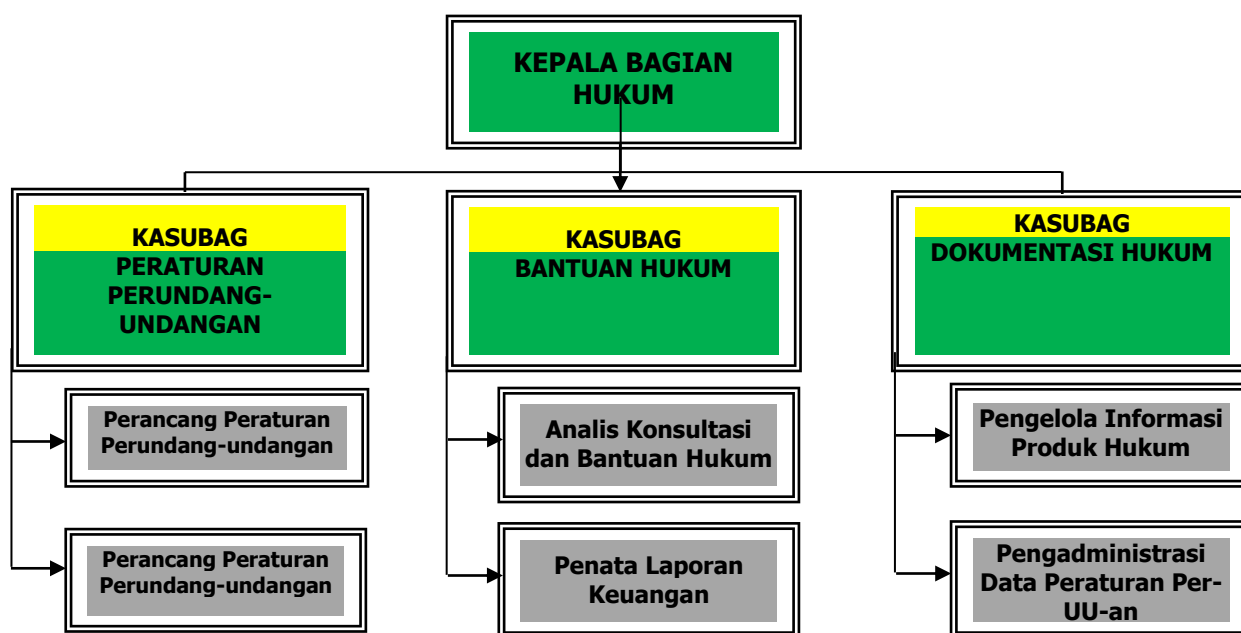 KEPALA BAGIAN
HUKUM
KASUBAG
PERATURAN
PERUNDANG-
UNDANGAN
KASUBAG
BANTUAN HUKUM
KASUBAG
DOKUMENTASI HUKUM
Perancang Peraturan
Perundang-undangan
Analis Konsultasi
dan Bantuan Hukum
Pengelola Informasi
Produk Hukum
Perancang Peraturan
Perundang-undangan
Penata Laporan
Keuangan
Pengadministrasi
Data Peraturan Per-
UU-an